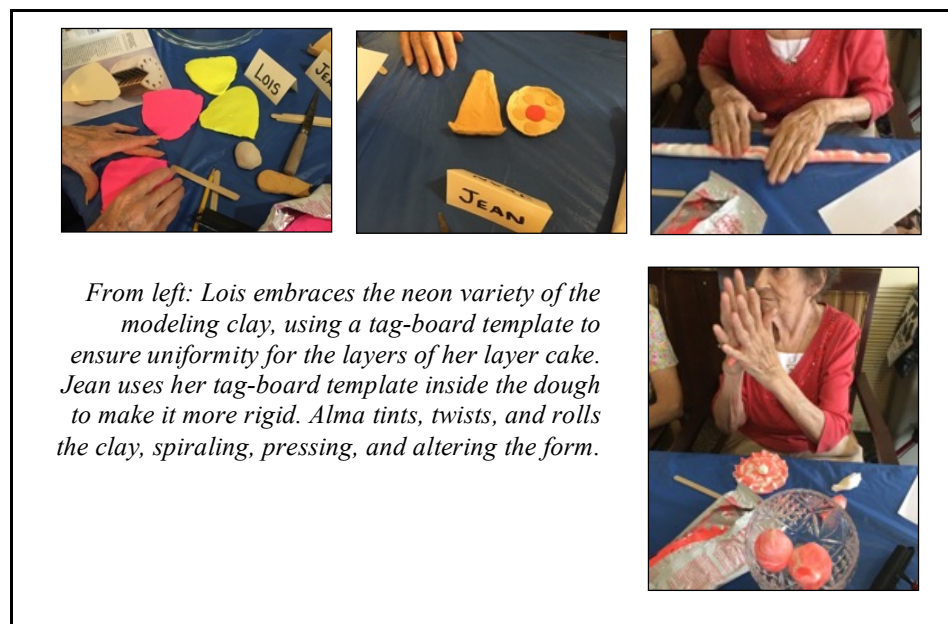 LOIS
JEAN
From left: Lois embraces the neon variety of the
modeling clay, using a tag-board template to
ensure uniformity for the layers of her layer cake.
Jean uses her tag-board template inside the dough
to make it more rigid. Alma tints, twists, and rolls
the clay, spiraling, pressing, and altering the form.